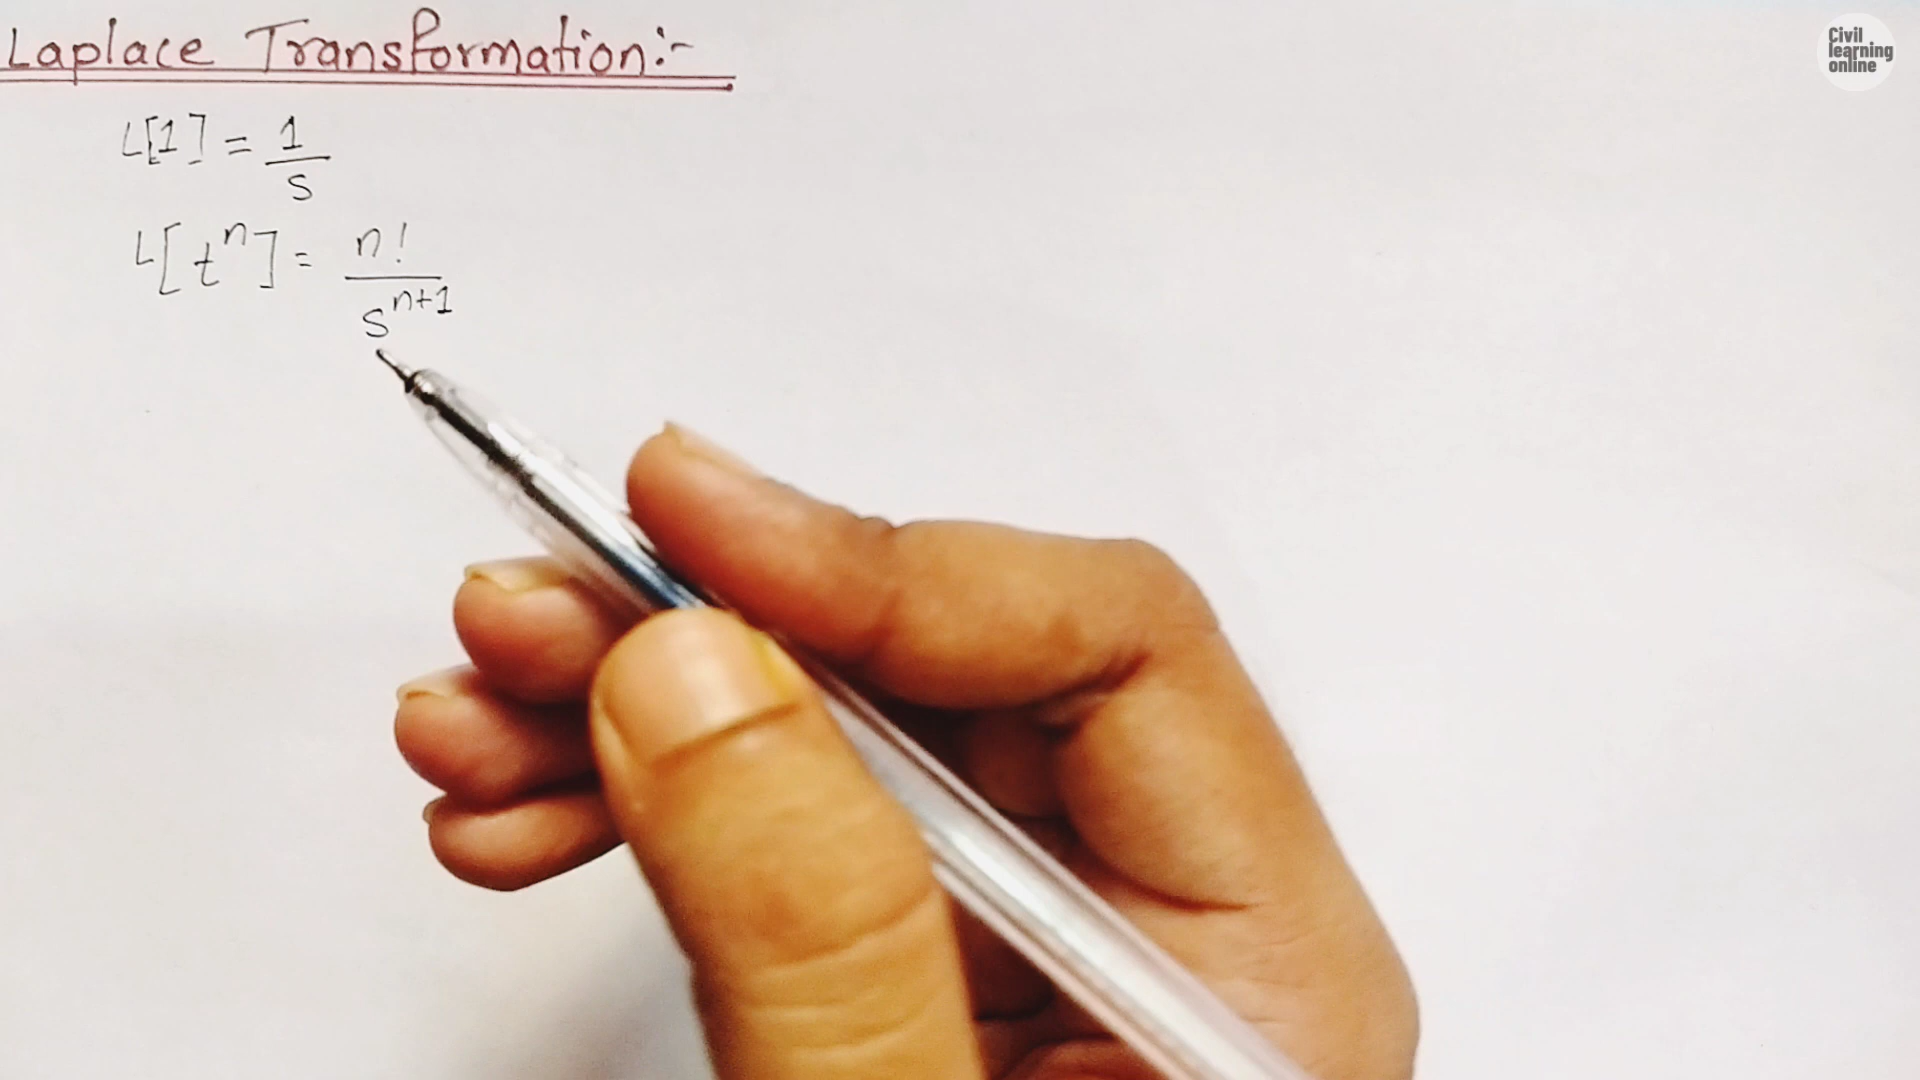 Laplace Transformation:-
L[1] = 1/s
L[t^n] = n!/s^(n+1)
Civil
learning
online